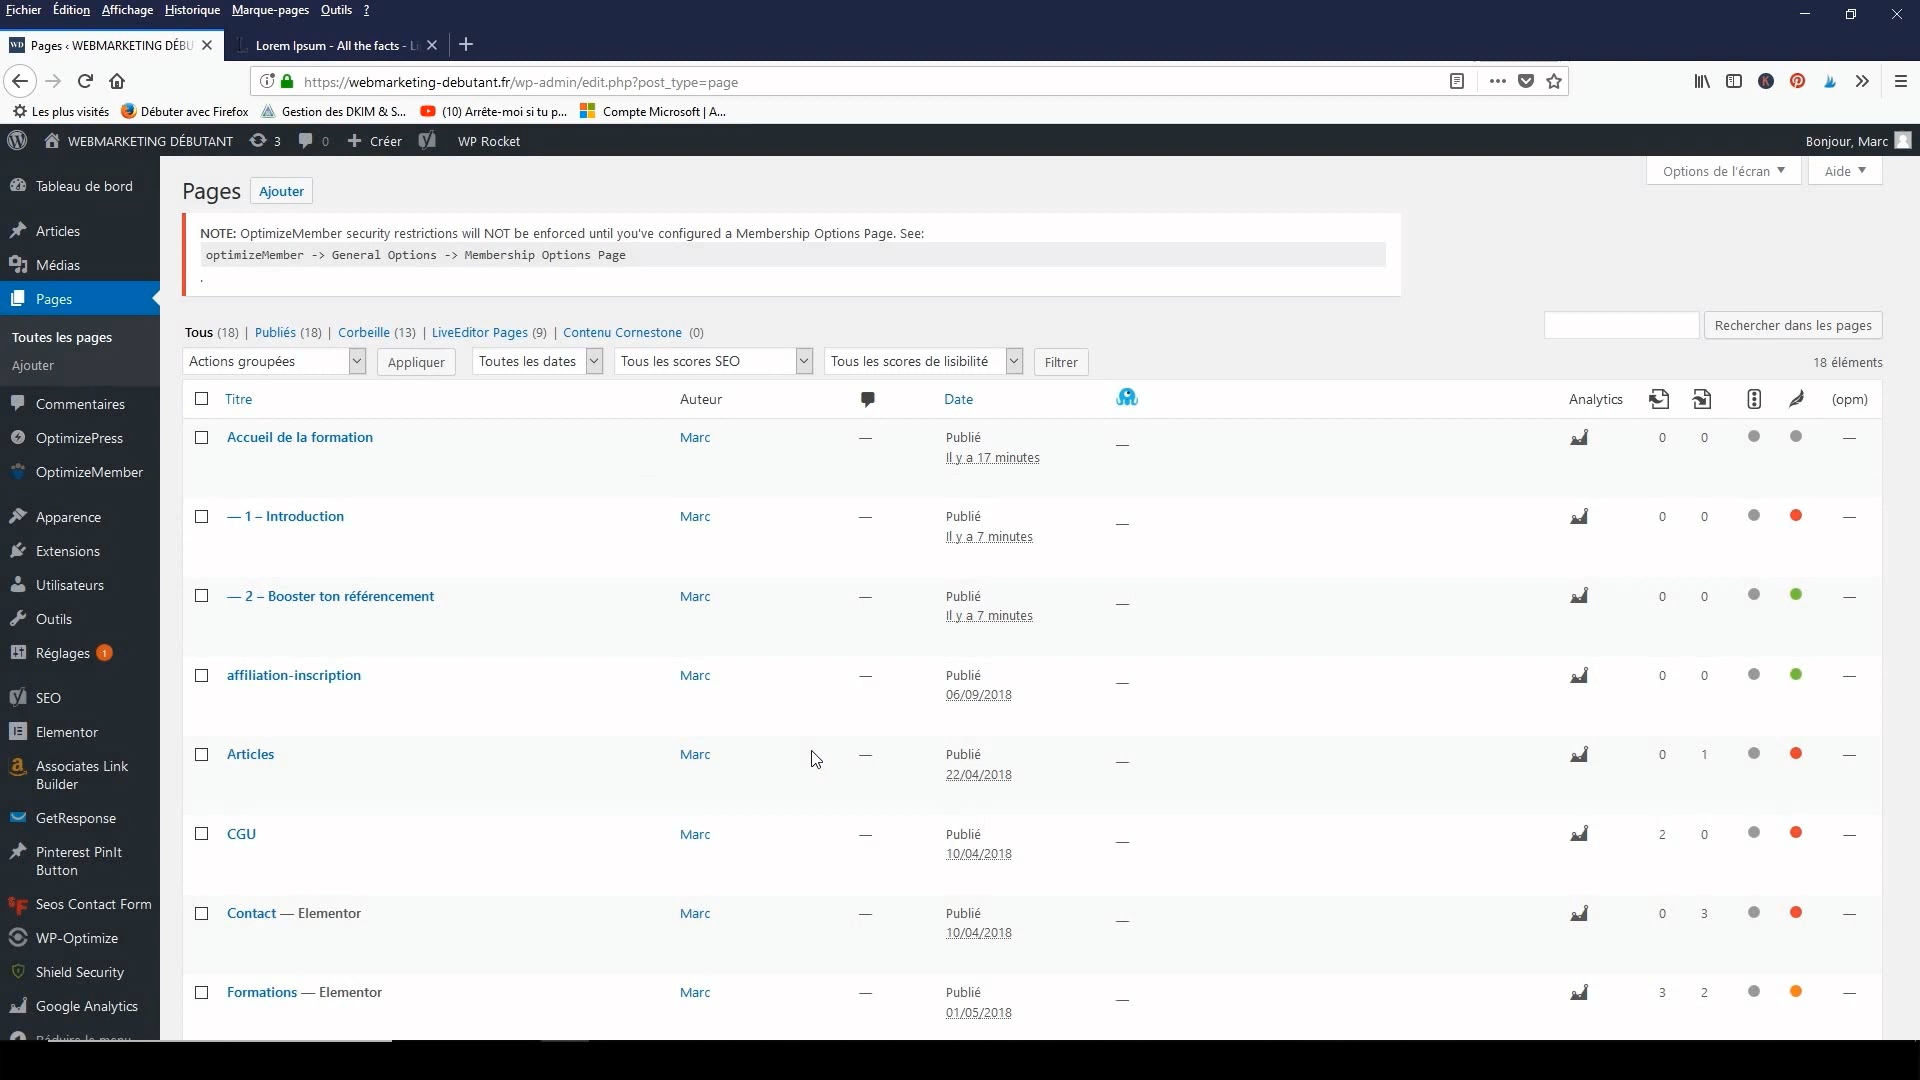 Fichier Édition Affichage Historique Marque-pages Outils ?
WD Pages ‹ WEBMARKETING DÉBU Lorem Ipsum - All the facts - Li
https://webmarketing-debutant.fr/wp-admin/edit.php?post_type=page
Les plus visités Débuter avec Firefox Gestion des DKIM & S... (10) Arrête-moi si tu p... Compte Microsoft | A...
WEBMARKETING DÉBUTANT 3 0 Créer WP Rocket Bonjour, Marc
Tableau de bord
Articles
Médias
Pages
Toutes les pages
Ajouter
Commentaires
OptimizePress
OptimizeMember
Apparence
Extensions
Utilisateurs
Outils
Réglages 1
SEO
Elementor
Associates Link
Builder
GetResponse
Pinterest PinIt
Button
Seos Contact Form
WP-Optimize
Shield Security
Google Analytics
Réduire le menu
Options de l'écran Aide
Pages Ajouter
NOTE: OptimizeMember security restrictions will NOT be enforced until you've configured a Membership Options Page. See:
optimizeMember -> General Options -> Membership Options Page
.
Tous (18) | Publiés (18) | Corbeille (13) | LiveEditor Pages (9) | Contenu Cornestone (0)
Rechercher dans les pages
Actions groupées Appliquer Toutes les dates Tous les scores SEO Tous les scores de lisibilité Filtrer 18 éléments
Titre Auteur Date Analytics (opm)
Accueil de la formation Marc — Publié — 0 0 —
Il y a 17 minutes
— 1 – Introduction Marc — Publié — 0 0 —
Il y a 7 minutes
— 2 – Booster ton référencement Marc — Publié — 0 0 —
Il y a 7 minutes
affiliation-inscription Marc — Publié — 0 0 —
06/09/2018
Articles Marc — Publié — 0 1 —
22/04/2018
CGU Marc — Publié — 2 0 —
10/04/2018
Contact — Elementor Marc — Publié — 0 3 —
10/04/2018
Formations — Elementor Marc — Publié — 3 2 —
01/05/2018